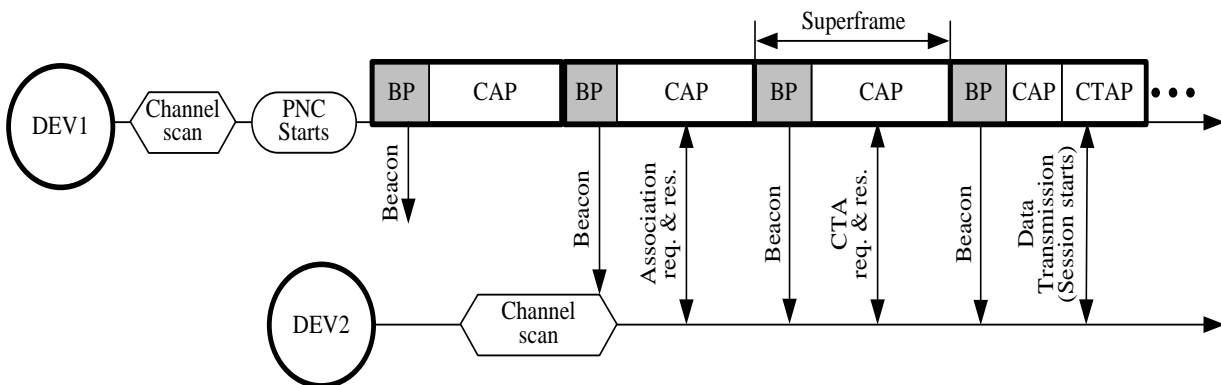 Superframe
DEV1
Channel
scan
PNC
Starts
BP
CAP
BP
CAP
BP
CAP
BP
CAP
CTAP
Beacon
Beacon
Association
req. & res.
Beacon
CTA
req. & res.
Beacon
Data
Transmission
(Session starts)
DEV2
Channel
scan